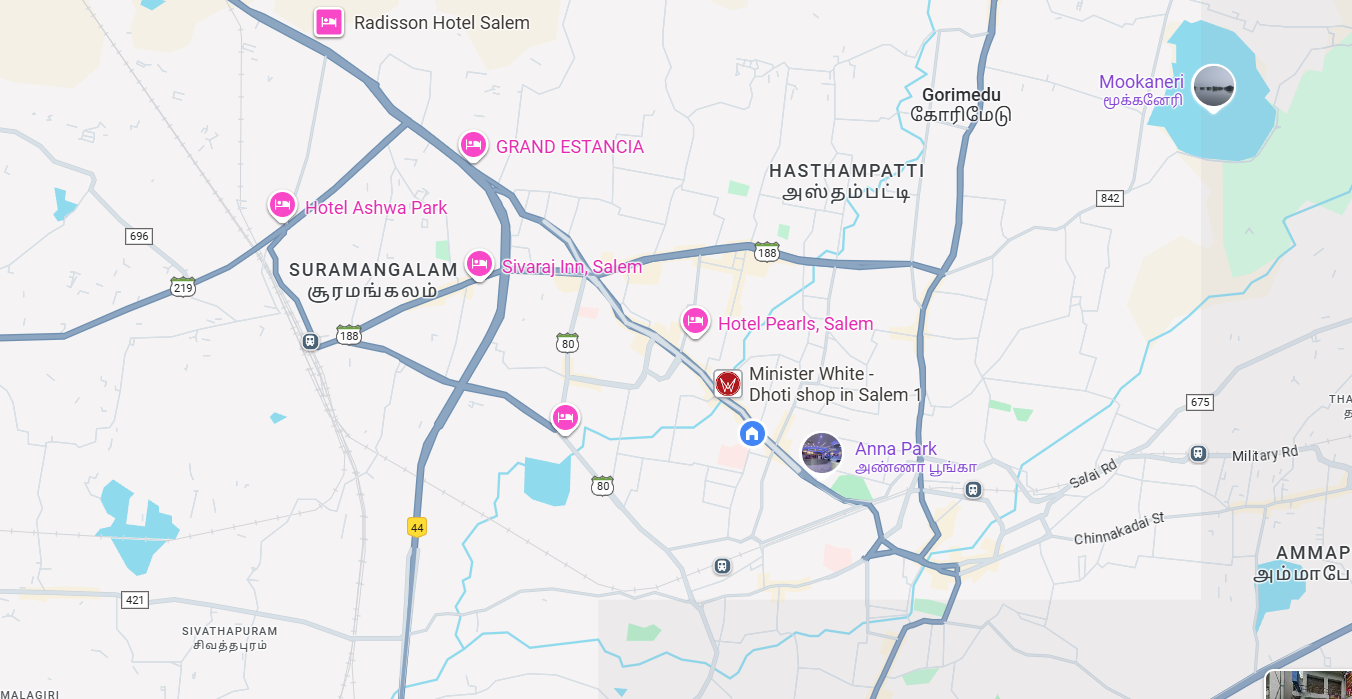 Radisson Hotel Salem
Mookaneri
மூக்கனேரி
Gorimedu
கோரிமேடு
GRAND ESTANCIA
HASTHAMPATTI
அஸ்தம்பட்டி
842
Hotel Ashwa Park
696
188
SURAMANGALAM
சூரமங்கலம்
Sivaraj Inn, Salem
219
188
80
Hotel Pearls, Salem
Minister White -
Dhoti shop in Salem 1
675
THA
Anna Park
அண்ணா பூங்கா
Military Rd
Salai Rd
80
44
Chinnakadai St
AMMAP
அம்மாபே
421
SIVATHAPURAM
சிவத்தபுரம்
MALAGIRI